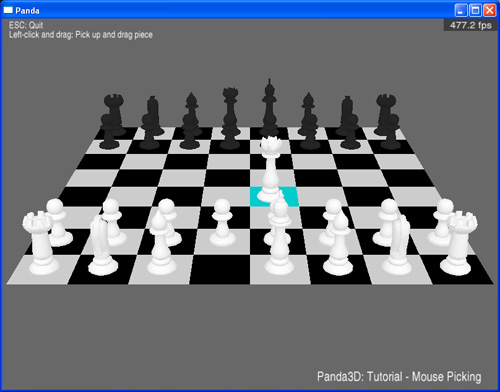 Panda
ESC: Quit
Left-click and drag: Pick up and drag piece
477.2 fps
Panda3D: Tutorial - Mouse Picking